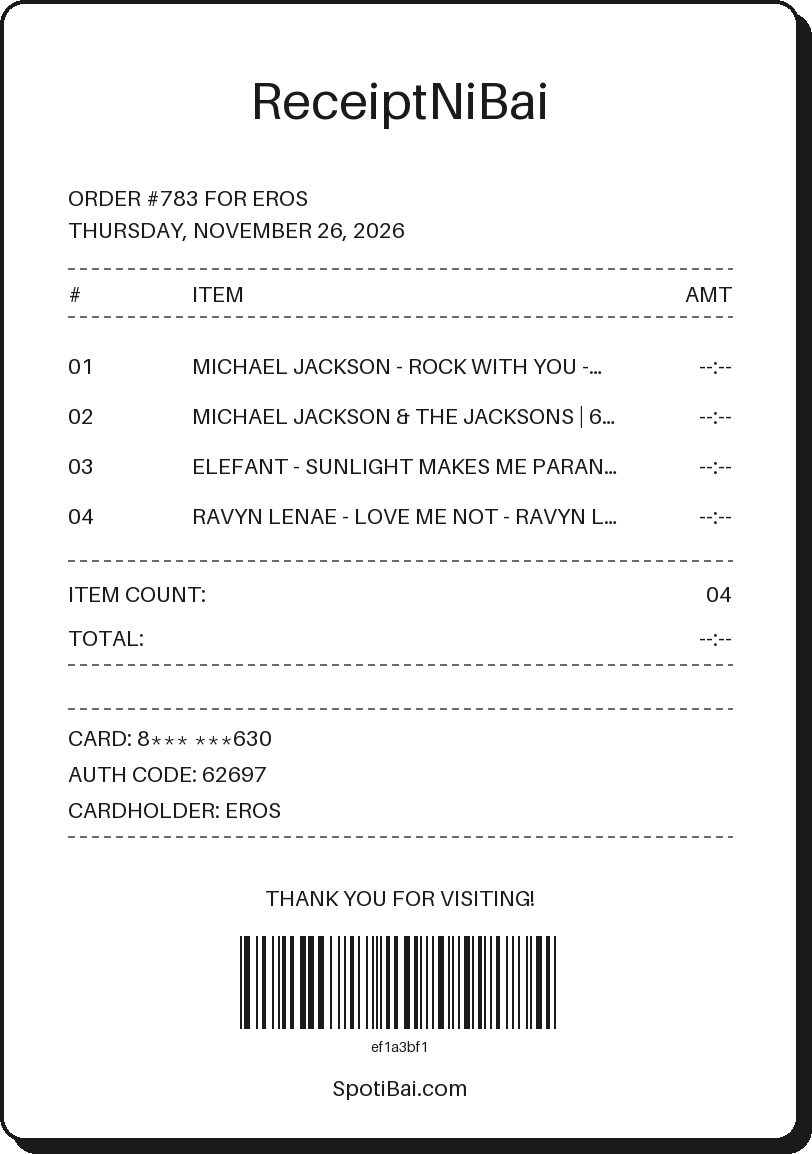 ReceiptNiBai
ORDER #783 FOR EROS
THURSDAY, NOVEMBER 26, 2026
# ITEM AMT
01 MICHAEL JACKSON - ROCK WITH YOU -... --:--
02 MICHAEL JACKSON & THE JACKSONS | 6... --:--
03 ELEFANT - SUNLIGHT MAKES ME PARAN... --:--
04 RAVYN LENAE - LOVE ME NOT - RAVYN L... --:--
ITEM COUNT: 04
TOTAL: --:--
CARD: 8*** ***630
AUTH CODE: 62697
CARDHOLDER: EROS
THANK YOU FOR VISITING!
ef1a3bf1
SpotiBai.com